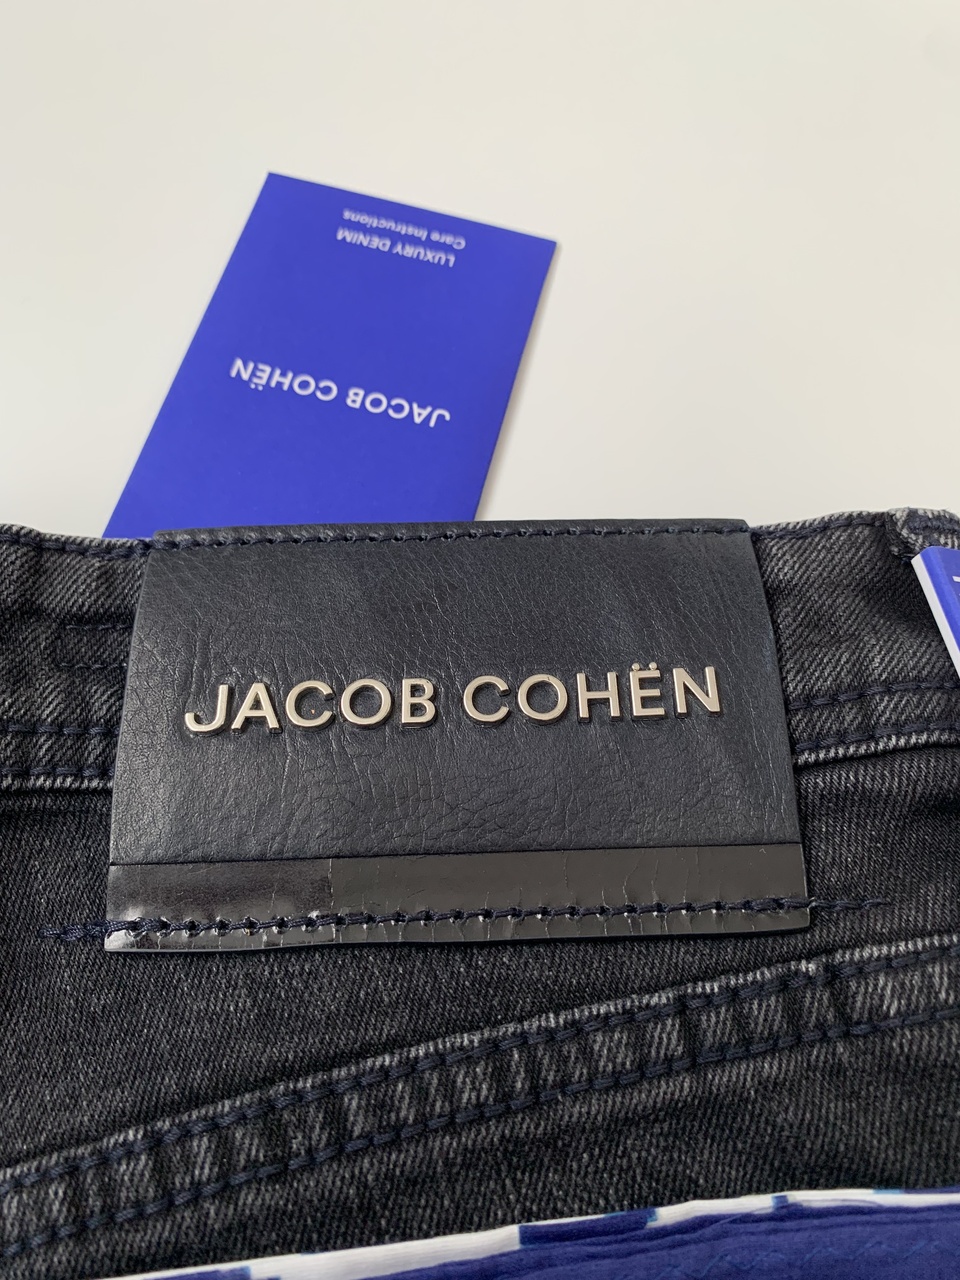 Care Instructions
LUXURY DENIM
JACOB COHËN
JACOB COHËN